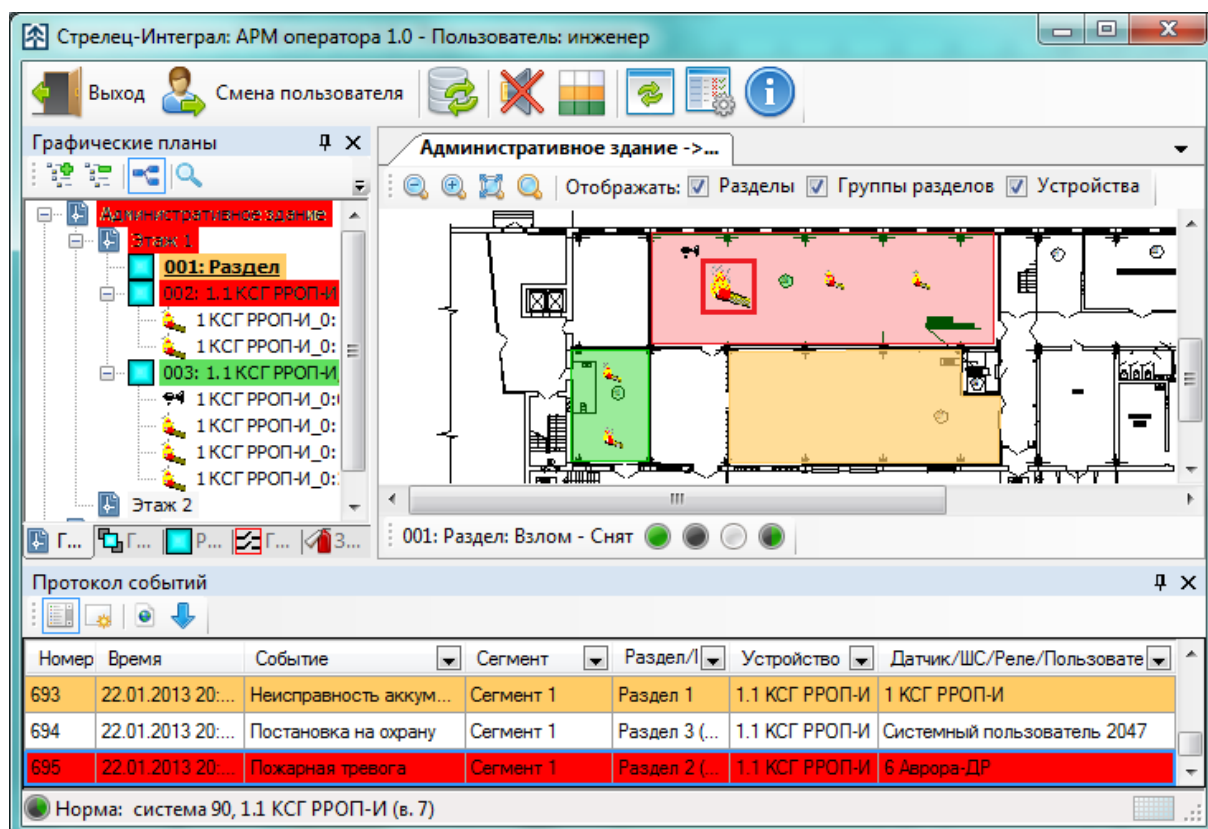 Стрелец-Интеграл: АРМ оператора 1.0 - Пользователь: инженер
Выход Смена пользователя
Графические планы
Административное здание ->...
Отображать: Разделы Группы разделов Устройства
Административное здание
Этаж 1
001: Раздел
002: 1.1 КСГ РРОП-И
1 КСГ РРОП-И_0:
1 КСГ РРОП-И_0:
003: 1.1 КСГ РРОП-И,
1 КСГ РРОП-И_0:
1 КСГ РРОП-И_0:
1 КСГ РРОП-И_0:
1 КСГ РРОП-И_0:
Этаж 2
Г... Г... Р... Г... З...
001: Раздел: Взлом - Снят
Протокол событий
Номер Время Событие Сегмент Раздел/Г Устройство Датчик/ШС/Реле/Пользовате
693 22.01.2013 20:... Неисправность аккум... Сегмент 1 Раздел 1 1.1 КСГ РРОП-И 1 КСГ РРОП-И
694 22.01.2013 20:... Постановка на охрану Сегмент 1 Раздел 3 (... 1.1 КСГ РРОП-И Системный пользователь 2047
695 22.01.2013 20:... Пожарная тревога Сегмент 1 Раздел 2 (... 1.1 КСГ РРОП-И 6 Аврора-ДР
Норма: система 90, 1.1 КСГ РРОП-И (в. 7)